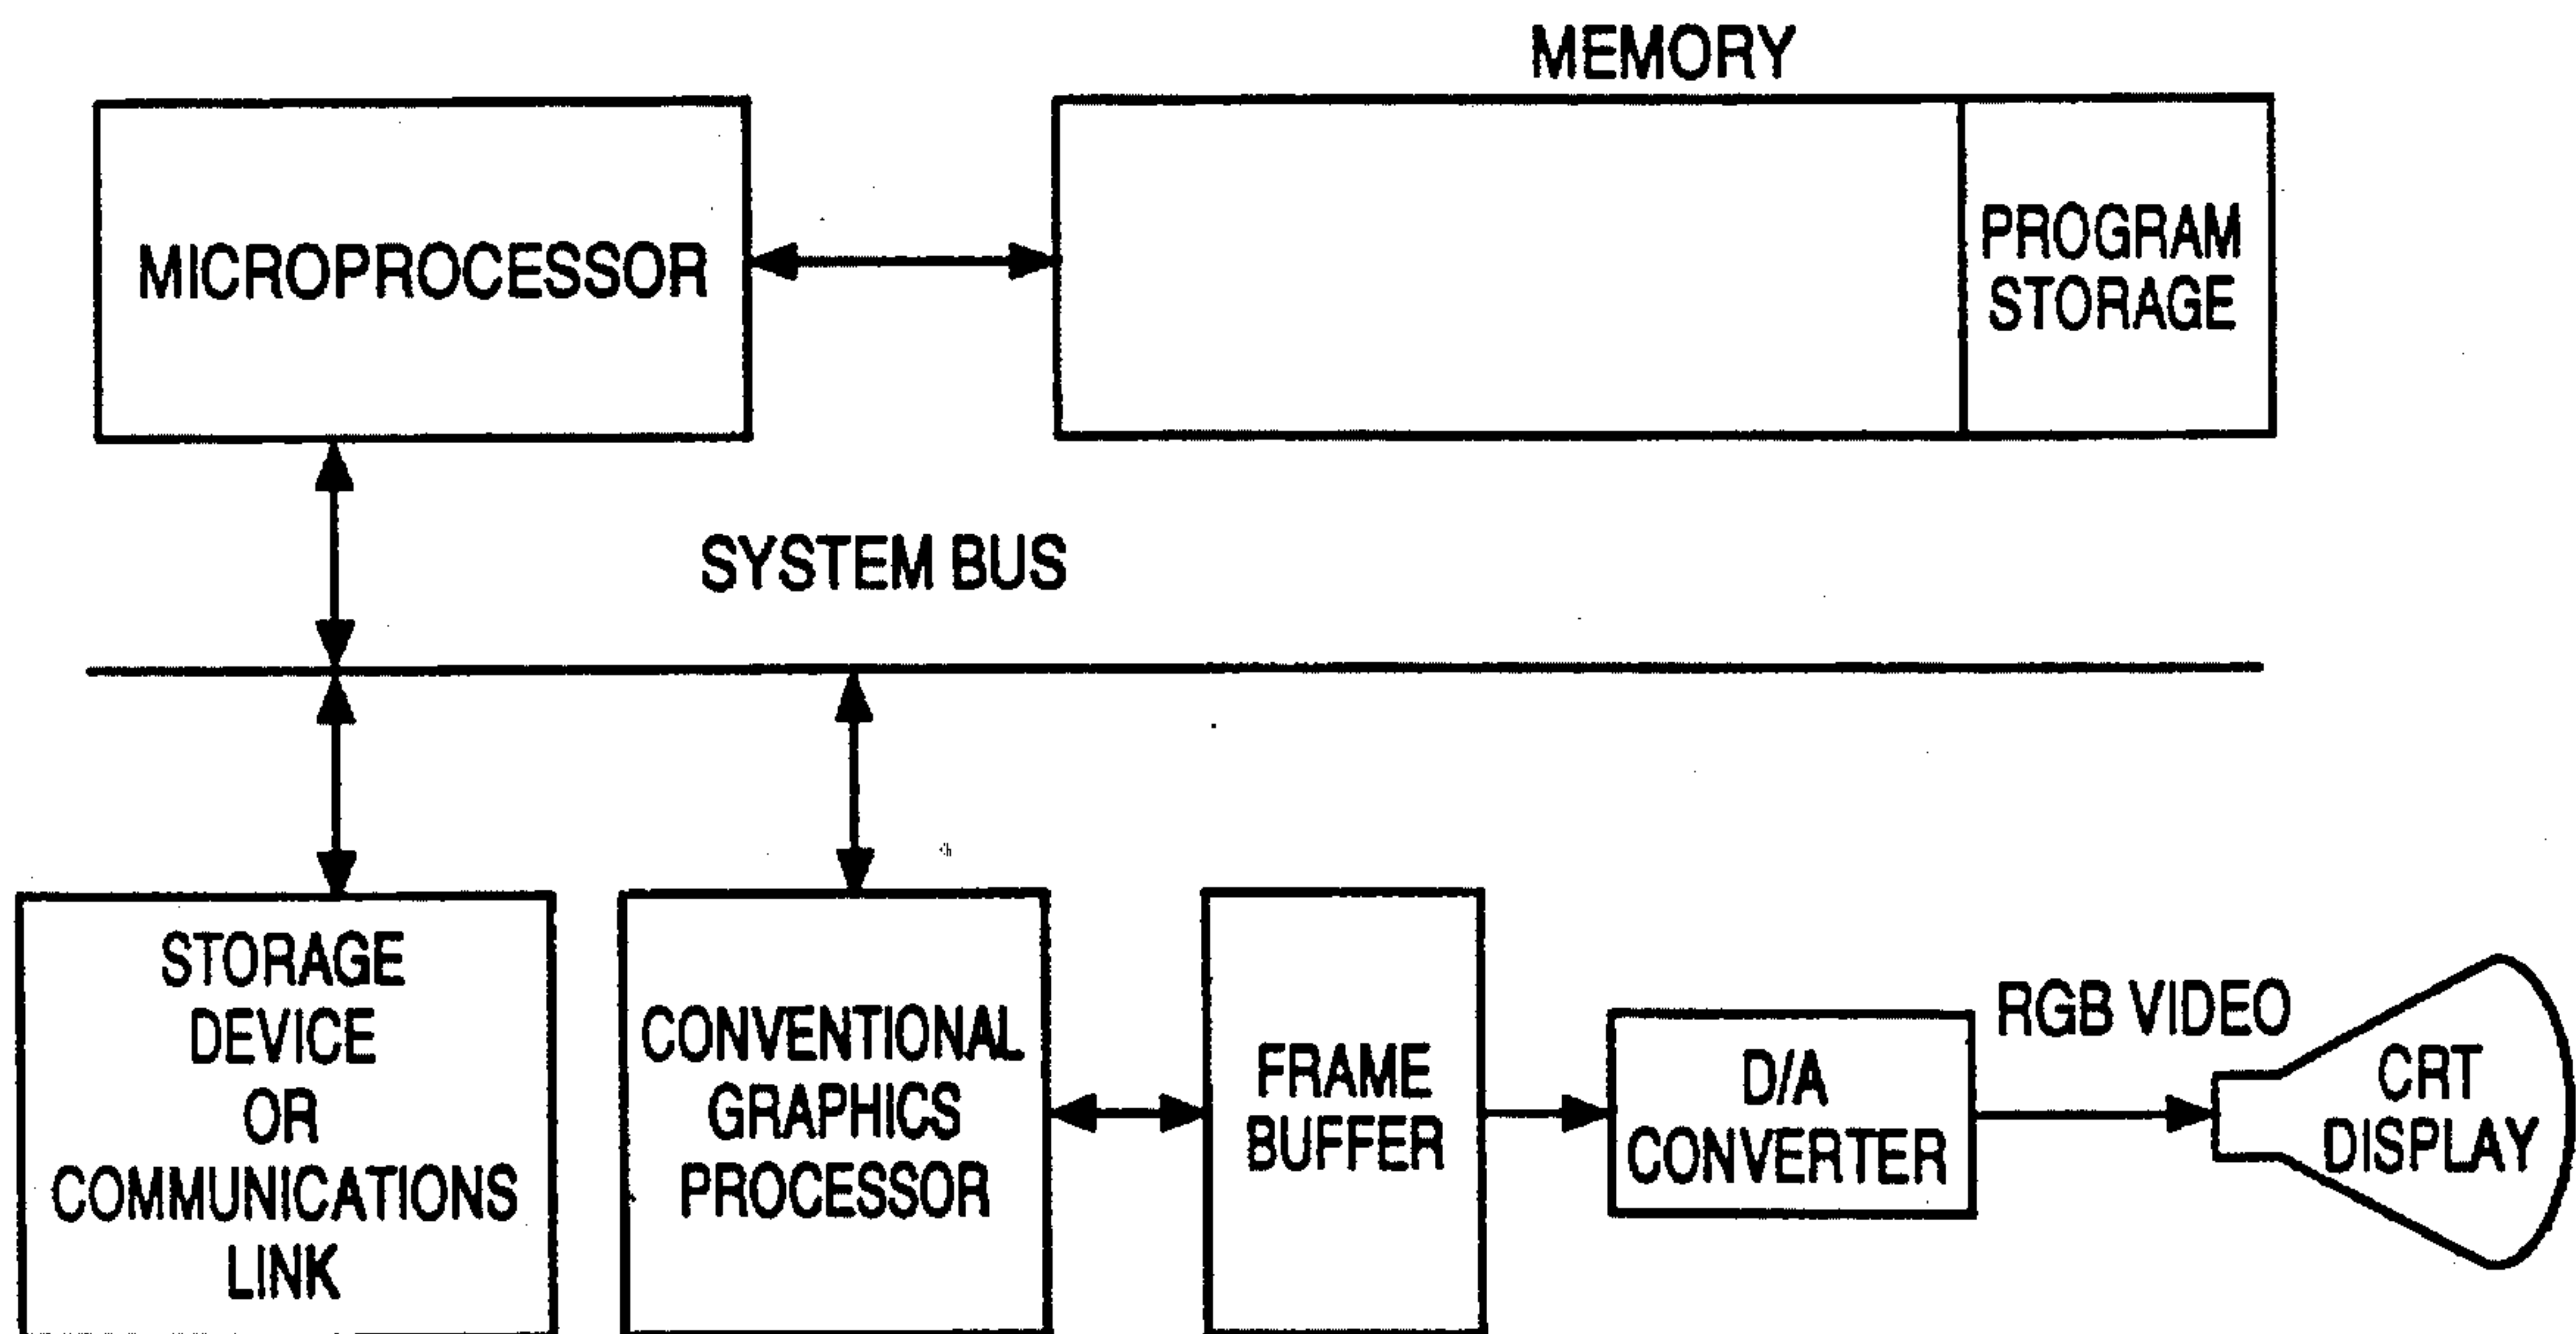 MEMORY
MICROPROCESSOR
PROGRAM
STORAGE
SYSTEM BUS
STORAGE
DEVICE
OR
COMMUNICATIONS
LINK
CONVENTIONAL
GRAPHICS
PROCESSOR
FRAME
BUFFER
D/A
CONVERTER
RGB VIDEO
CRT
DISPLAY